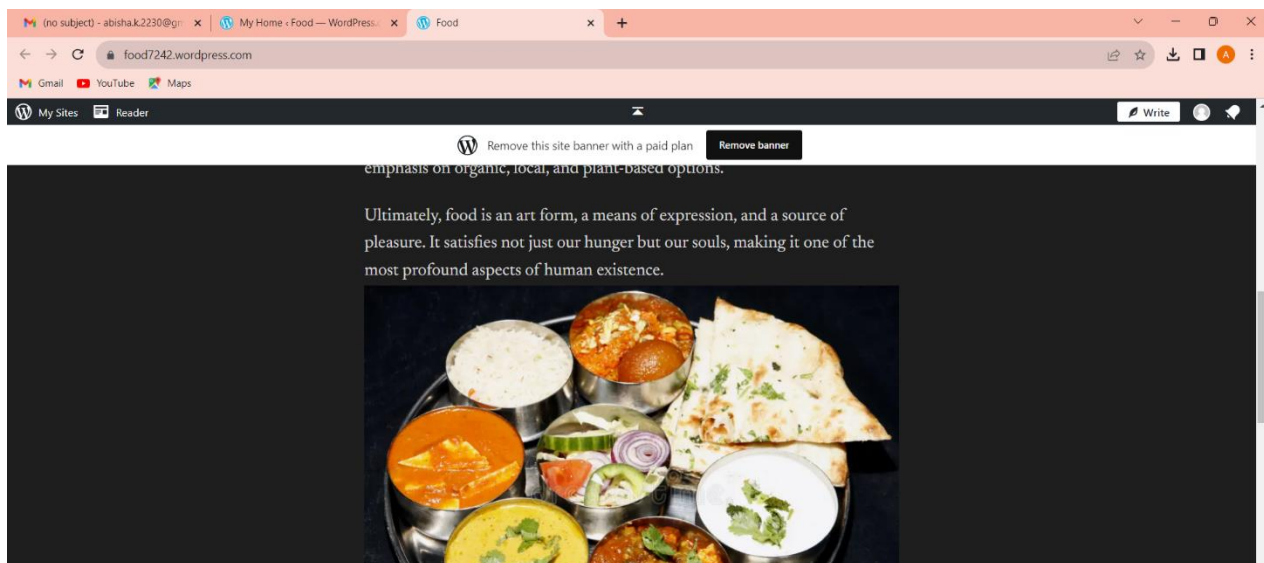 (no subject) - abisha.k.2230@gm
My Home ‹ Food — WordPress.c
Food
food7242.wordpress.com
Gmail YouTube Maps
A
My Sites Reader Write
Remove this site banner with a paid plan Remove banner
emphasis on organic, local, and plant-based options.
Ultimately, food is an art form, a means of expression, and a source of
pleasure. It satisfies not just our hunger but our souls, making it one of the
most profound aspects of human existence.